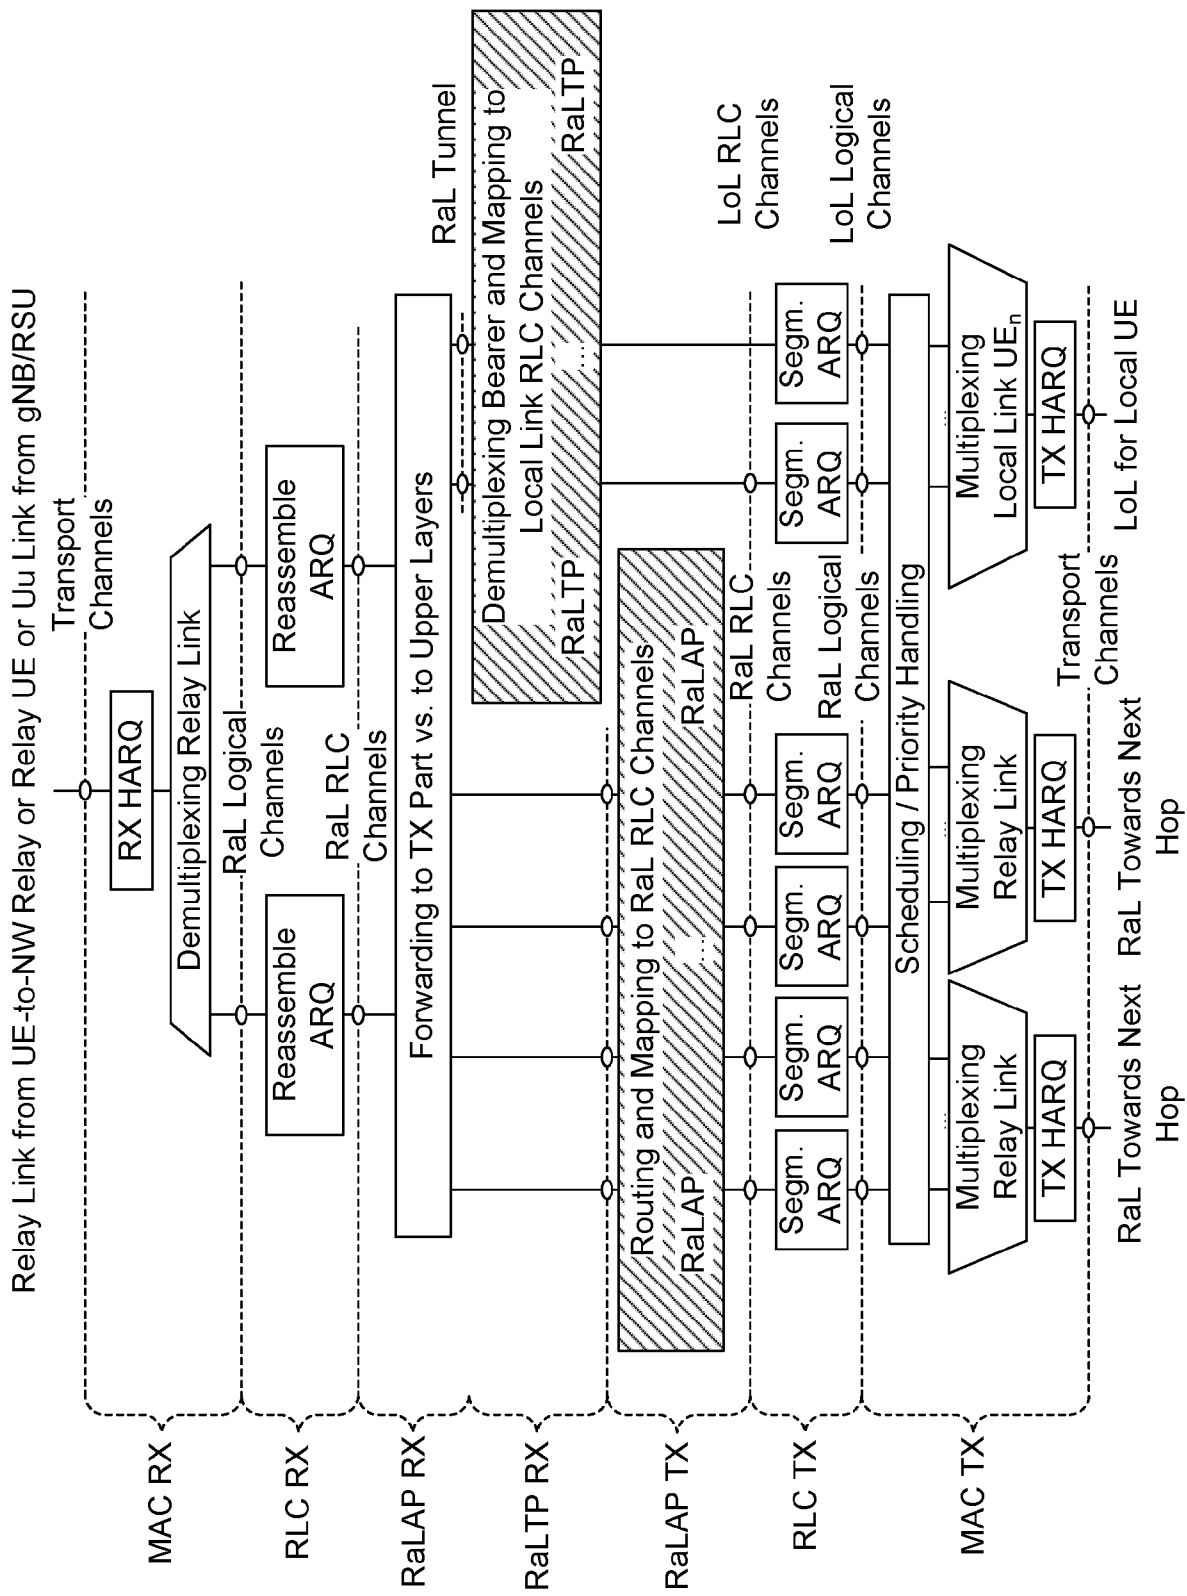 Relay Link from UE-to-NW Relay or Relay UE or Uu Link from gNB/RSU
Transport
Channels
MAC RX
RX HARQ
Demultiplexing Relay Link
RaL Logical
Channels
RLC RX
Reassemble
ARQ
Reassemble
ARQ
RaL RLC
Channels
RaLAP RX
Forwarding to TX Part vs. to Upper Layers
RaL Tunnel
RaLTP RX
Demultiplexing Bearer and Mapping to
Local Link RLC Channels
RaLTP
...
RaLTP
RaLAP TX
Routing and Mapping to RaL RLC Channels
RaLAP
...
RaLAP
RaL RLC
Channels
LoL RLC
Channels
RLC TX
Segm.
ARQ
Segm.
ARQ
Segm.
ARQ
Segm.
ARQ
Segm.
ARQ
Segm.
ARQ
RaL Logical
Channels
LoL Logical
Channels
MAC TX
Scheduling / Priority Handling
...
...
...
Multiplexing
Relay Link
Multiplexing
Relay Link
Multiplexing
Local Link UEn
TX HARQ
TX HARQ
TX HARQ
Transport
Channels
RaL Towards Next
Hop
RaL Towards Next
Hop
LoL for Local UE